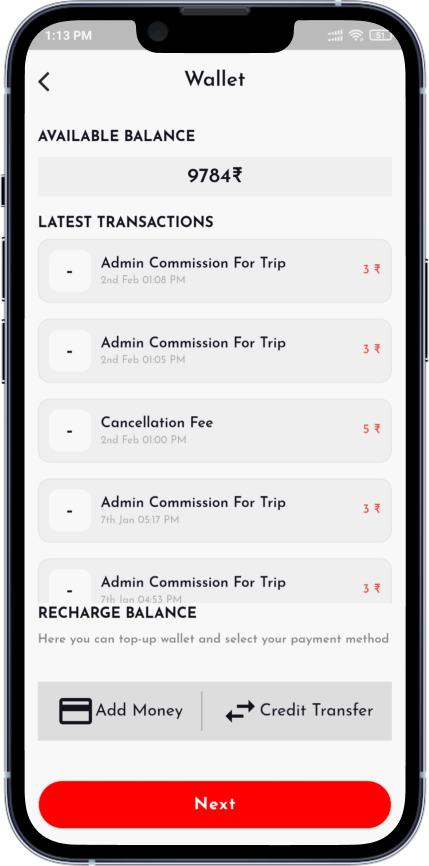 1:13 PM
51
Wallet
AVAILABLE BALANCE
9784₹
LATEST TRANSACTIONS
-
Admin Commission For Trip
3 ₹
2nd Feb 01:08 PM
-
Admin Commission For Trip
3 ₹
2nd Feb 01:05 PM
-
Cancellation Fee
5 ₹
2nd Feb 01:00 PM
-
Admin Commission For Trip
3 ₹
7th Jan 05:17 PM
-
Admin Commission For Trip
3 ₹
7th Jan 04:53 PM
RECHARGE BALANCE
Here you can top-up wallet and select your payment method
Add Money
Credit Transfer
Next